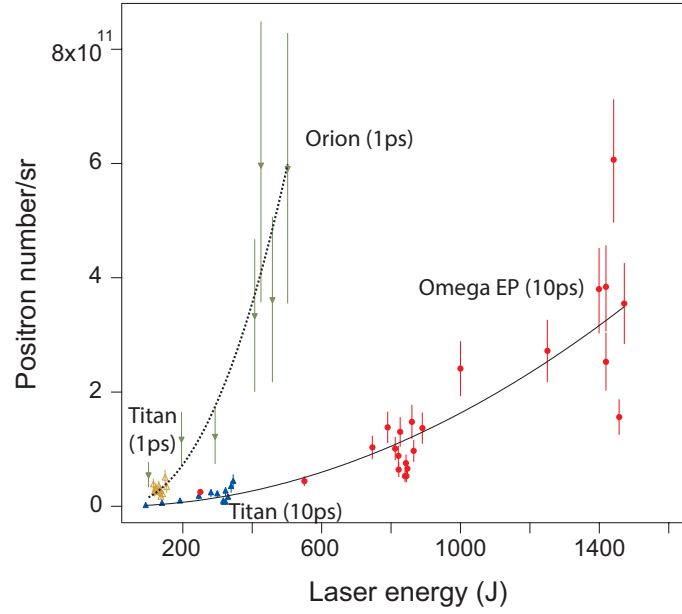 8x10 11
6
4
2
0
Positron number/sr
Orion (1ps)
Omega EP (10ps)
Titan
(1ps)
Titan (10ps)
200
600
1000
1400
Laser energy (J)